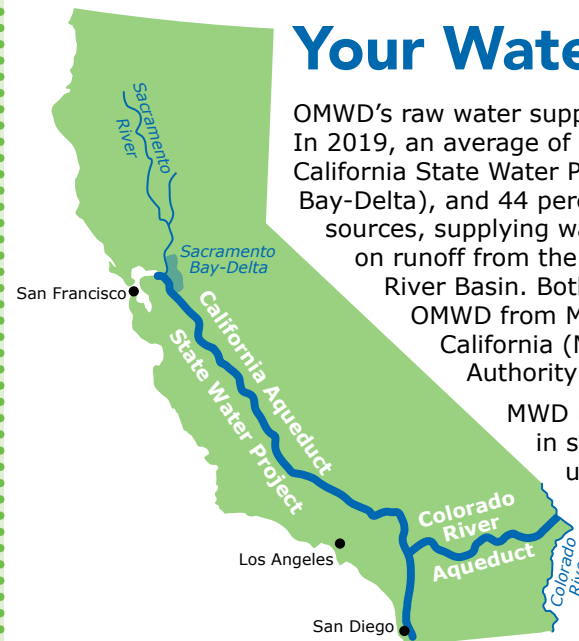 Your Wate
OMWD's raw water supp
In 2019, an average of
California State Water P
Bay-Delta), and 44 perc
sources, supplying wa
on runoff from the
River Basin. Both
OMWD from M
California (
Authority
MWD
in s
u
Sacramento
River
Sacramento
Bay-Delta
San Francisco
California Aqueduct
State Water Project
Colorado
River
Aqueduct
Los Angeles
San Diego
Colorado